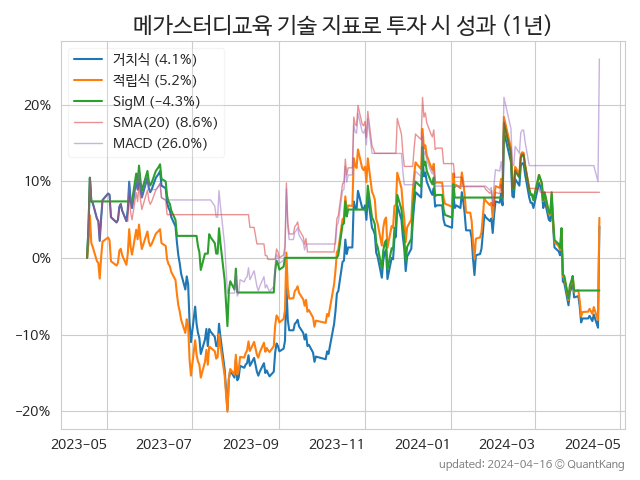 메가스터디교육 기술 지표로 투자 시 성과 (1년)
거치식 (4.1%)
적립식 (5.2%)
SigM (−4.3%)
SMA(20) (8.6%)
MACD (26.0%)
20%
10%
0%
−10%
−20%
2023-05 2023-07 2023-09 2023-11 2024-01 2024-03 2024-05
updated: 2024-04-16 © QuantKang